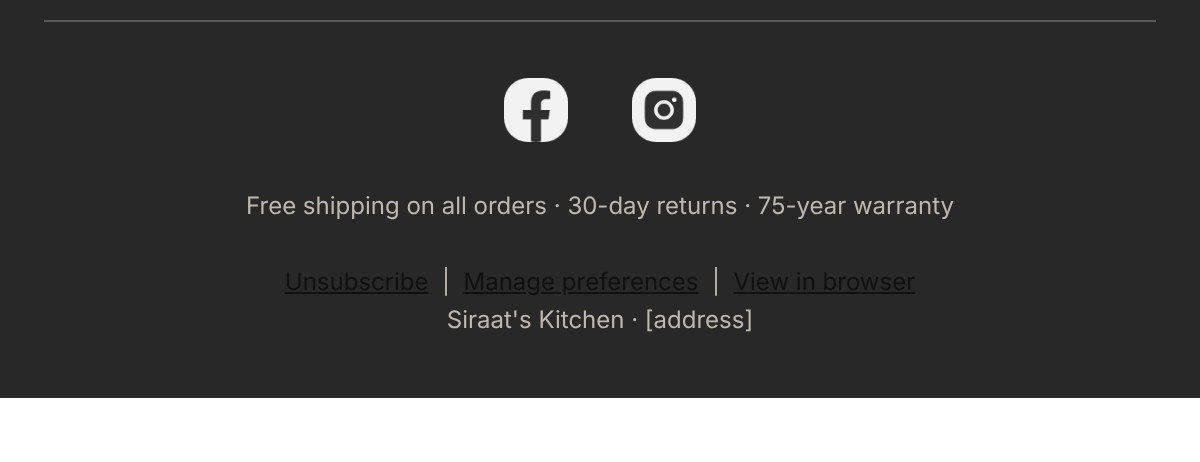 Free shipping on all orders · 30-day returns · 75-year warranty
Unsubscribe | Manage preferences | View in browser
Siraat's Kitchen · [address]